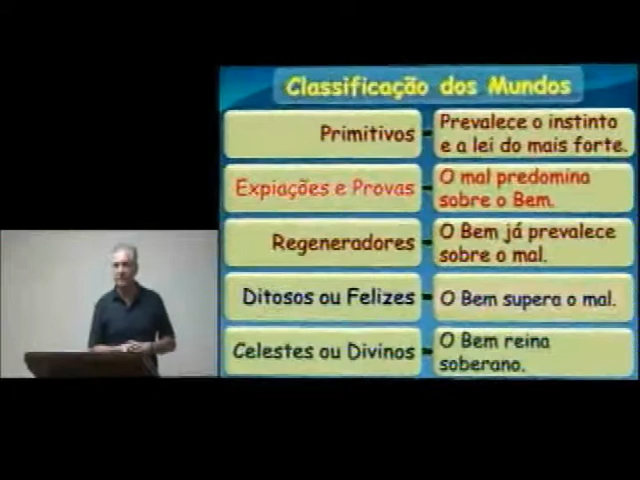 Classificação dos Mundos
Primitivos - Prevalece o instinto
e a lei do mais forte.
Expiações e Provas - O mal predomina
sobre o Bem.
Regeneradores - O Bem já prevalece
sobre o mal.
Ditosos ou Felizes - O Bem supera o mal.
Celestes ou Divinos - O Bem reina
soberano.